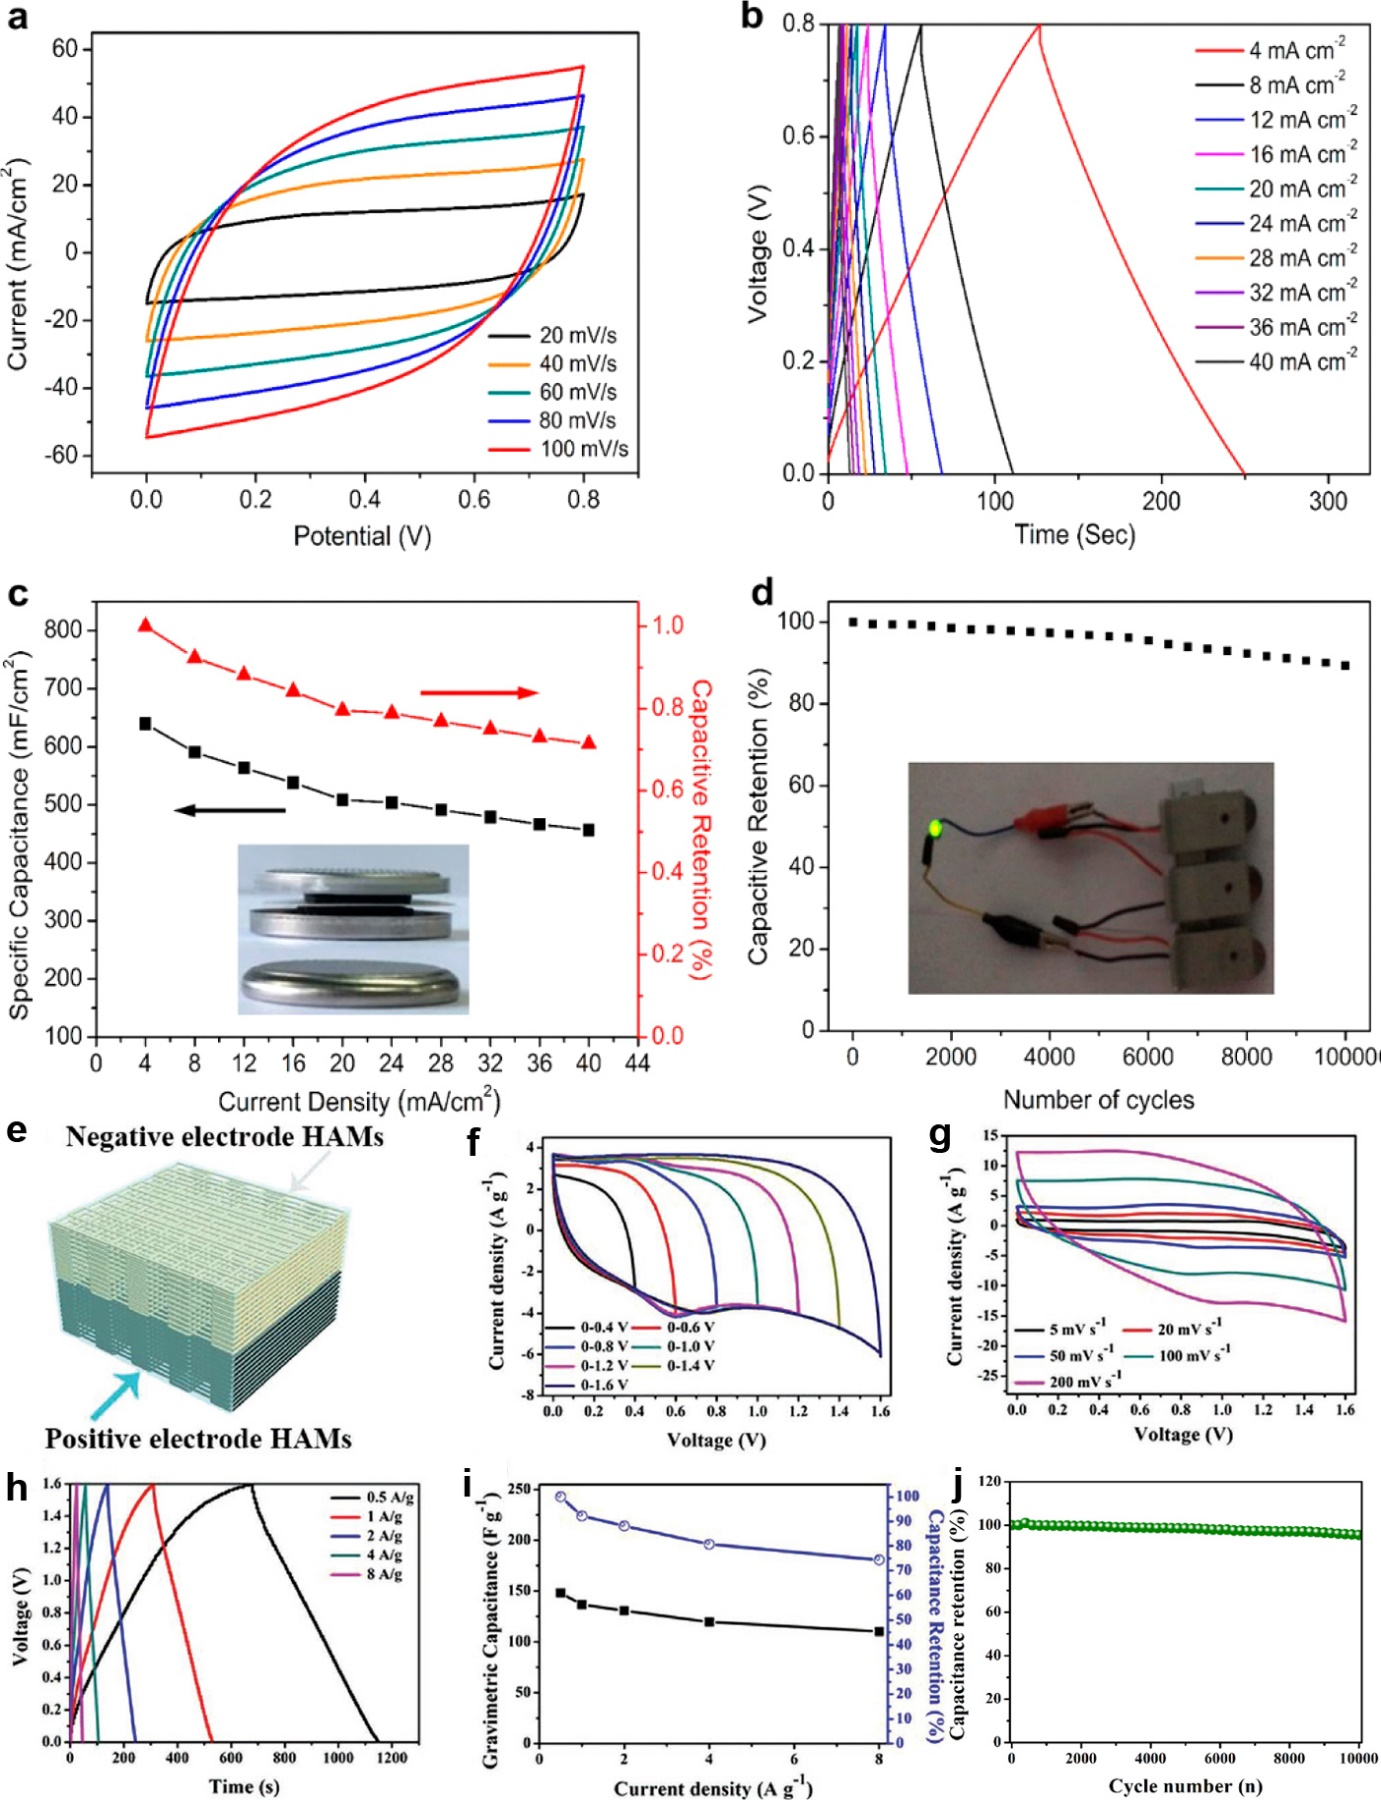 a
60
40
20
0
-20
-40
-60
Current (mA/cm²)
20 mV/s
40 mV/s
60 mV/s
80 mV/s
100 mV/s
0.0 0.2 0.4 0.6 0.8
Potential (V)
b
0.8
0.6
0.4
0.2
0.0
Voltage (V)
4 mA cm⁻²
8 mA cm⁻²
12 mA cm⁻²
16 mA cm⁻²
20 mA cm⁻²
24 mA cm⁻²
28 mA cm⁻²
32 mA cm⁻²
36 mA cm⁻²
40 mA cm⁻²
0 100 200 300
Time (Sec)
c
800
700
600
500
400
300
200
100
Specific Capacitance (mF/cm²)
1.0
0.8
0.6
0.4
0.2
0.0
Capacitive Retention (%)
0 4 8 12 16 20 24 28 32 36 40 44
Current Density (mA/cm²)
d
100
80
60
40
20
0
Capacitive Retention (%)
0 2000 4000 6000 8000 10000
Number of cycles
e
Negative electrode HAMs
Positive electrode HAMs
f
4
2
0
-2
-4
-6
-8
Current density (A g⁻¹)
0-0.4 V 0-0.6 V
0-0.8 V 0-1.0 V
0-1.2 V 0-1.4 V
0-1.6 V
0.0 0.2 0.4 0.6 0.8 1.0 1.2 1.4 1.6
Voltage (V)
g
15
10
5
0
-5
-10
-15
-20
-25
Current density (A g⁻¹)
5 mV s⁻¹ 20 mV s⁻¹
50 mV s⁻¹ 100 mV s⁻¹
200 mV s⁻¹
0.0 0.2 0.4 0.6 0.8 1.0 1.2 1.4 1.6
Voltage (V)
h
1.6
1.4
1.2
1.0
0.8
0.6
0.4
0.2
0.0
Voltage (V)
0.5 A/g
1 A/g
2 A/g
4 A/g
8 A/g
0 200 400 600 800 1000 1200
Time (s)
i
250
200
150
100
50
0
Gravimetric Capacitance (F g⁻¹)
100
90
80
70
60
50
40
30
20
10
0
Capacitance Retention (%)
0 2 4 6 8
Current density (A g⁻¹)
j
120
100
80
60
40
20
0
Capacitance retention (%)
0 2000 4000 6000 8000 10000
Cycle number (n)